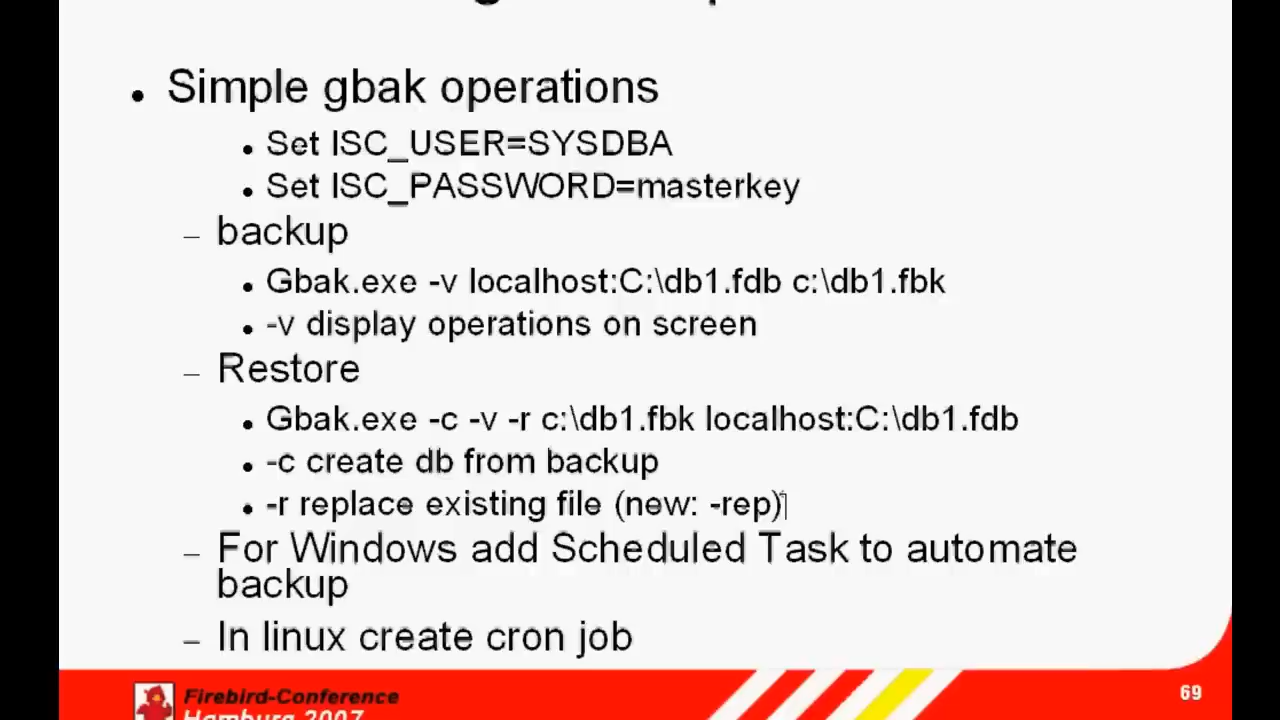 Simple gbak operations
Set ISC_USER=SYSDBA
Set ISC_PASSWORD=masterkey
backup
Gbak.exe -v localhost:C:\db1.fdb c:\db1.fbk
-v display operations on screen
Restore
Gbak.exe -c -v -r c:\db1.fbk localhost:C:\db1.fdb
-c create db from backup
-r replace existing file (new: -rep)
For Windows add Scheduled Task to automate
backup
In linux create cron job
Firebird-Conference
69
Hamburg 2007